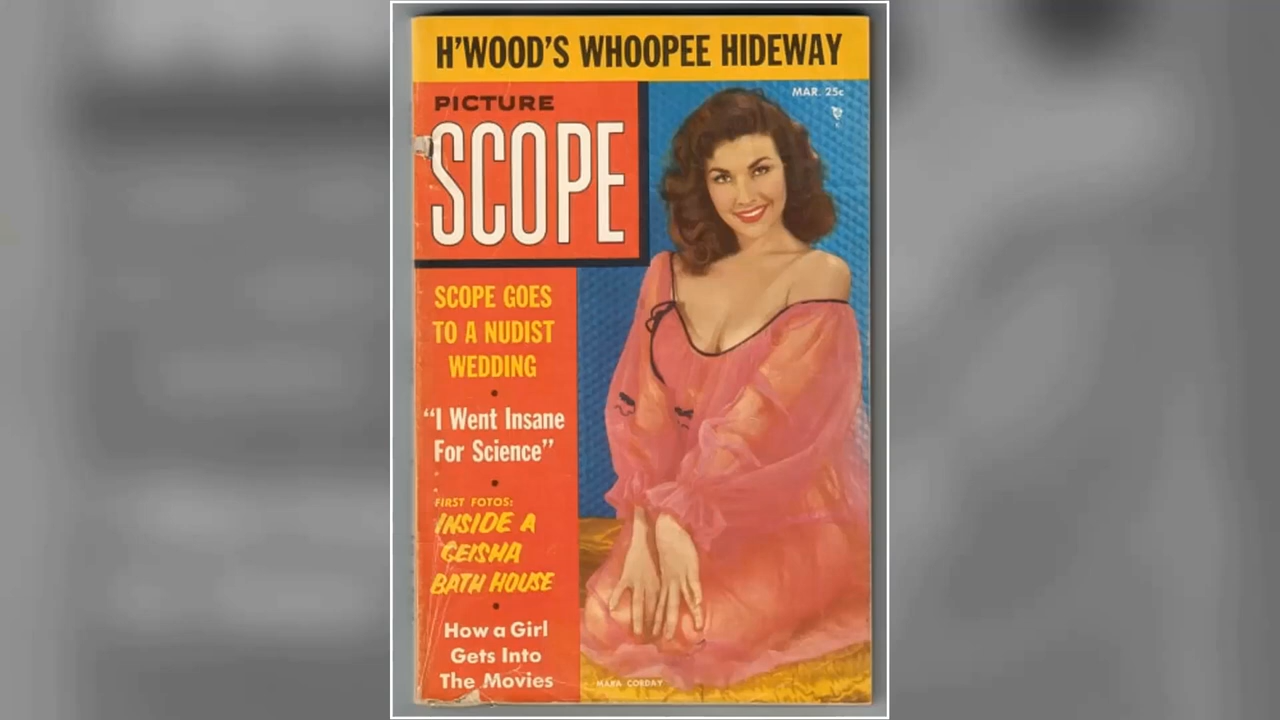 H'WOOD'S WHOOPEE HIDEWAY
MAR. 25c
PICTURE
SCOPE
SCOPE GOES
TO A NUDIST
WEDDING
"I Went Insane
For Science"
FIRST FOTOS:
INSIDE A
GEISHA
BATH HOUSE
How a Girl
Gets Into
The Movies
MARA CORDAY